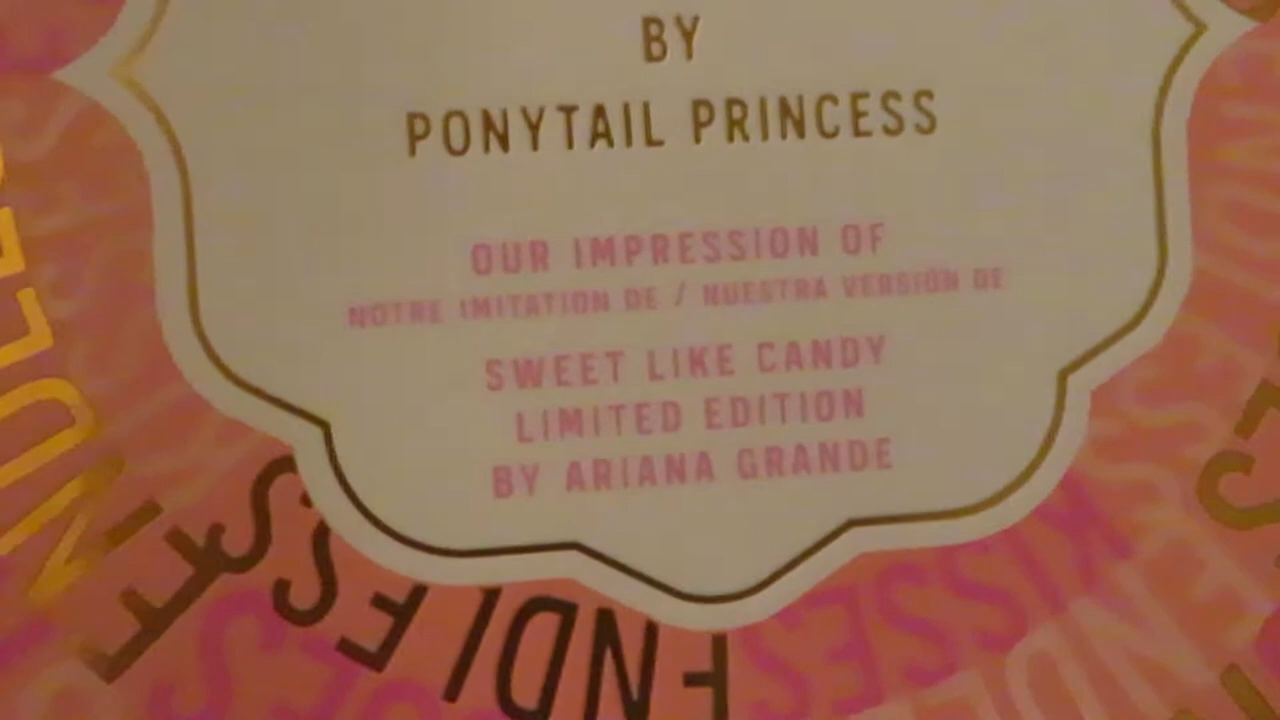 BY
PONYTAIL PRINCESS
OUR IMPRESSION OF
NOTRE IMITATION DE / NUESTRA VERSIÓN DE
SWEET LIKE CANDY
LIMITED EDITION
BY ARIANA GRANDE
ENDLESS
KISSES